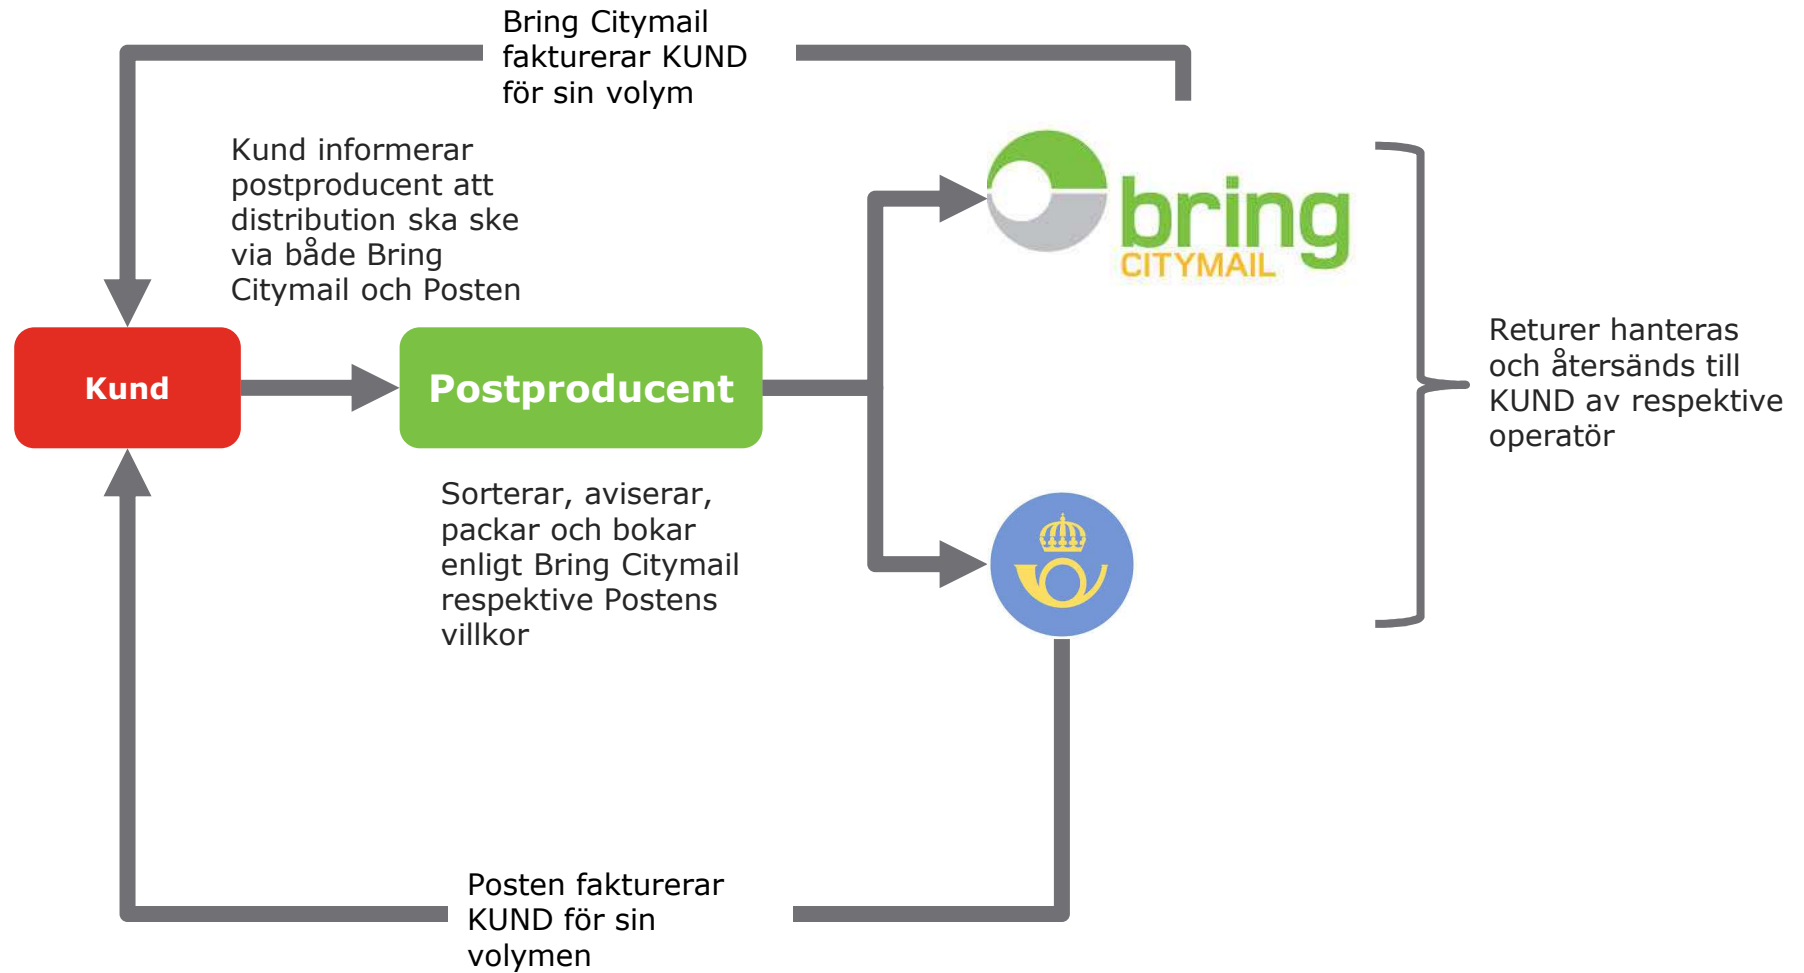 Bring Citymail
fakturerar KUND
för sin volym
Kund informerar
postproducent att
distribution ska ske
via både Bring
Citymail och Posten
bring
CITYMAIL
Kund
Postproducent
Returer hanteras
och återsänds till
KUND av respektive
operatör
Sorterar, aviserar,
packar och bokar
enligt Bring Citymail
respektive Postens
villkor
Posten fakturerar
KUND för sin
volymen